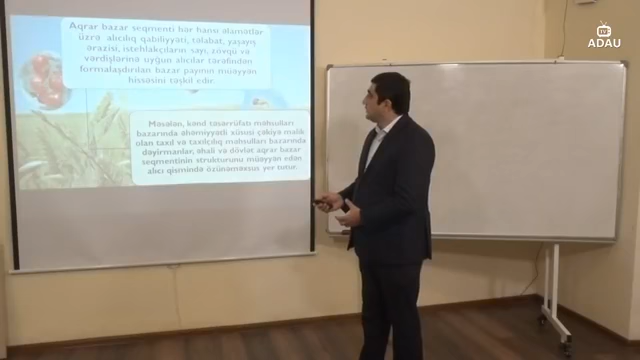 Aqrar bazar seqmenti hər hansı əlamətlər
üzrə alıcılıq qabiliyyəti, tələbat, yaşayış
ərazisi, istehlakçıların sayı, zövqü və
vərdişlərinə uyğun alıcılar tərəfindən
formalaşdırılan bazar payının müəyyən
hissəsini təşkil edir.
Məsələn, kənd təsərrüfatı məhsulları
bazarında əhəmiyyətli xüsusi çəkiyə malik
olan taxıl və taxılçılıq məhsulları bazarında
dəyirmanlar, əhali və dövlət aqrar bazar
seqmentinin strukturunu müəyyən edən
alıcı qismində özünəməxsus yer tutur.
TV
ADAU